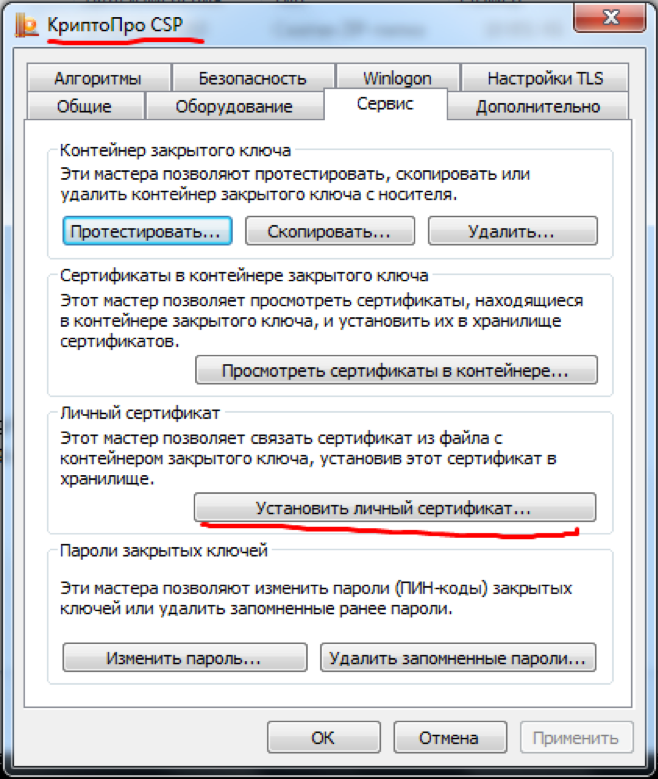 КриптоПро CSP
Алгоритмы Безопасность Winlogon Настройки TLS
Общие Оборудование Сервис Дополнительно
Контейнер закрытого ключа
Эти мастера позволяют протестировать, скопировать или
удалить контейнер закрытого ключа с носителя.
Протестировать... Скопировать... Удалить...
Сертификаты в контейнере закрытого ключа
Этот мастер позволяет просмотреть сертификаты, находящиеся
в контейнере закрытого ключа, и установить их в хранилище
сертификатов.
Просмотреть сертификаты в контейнере...
Личный сертификат
Этот мастер позволяет связать сертификат из файла с
контейнером закрытого ключа, установив этот сертификат в
хранилище.
Установить личный сертификат...
Пароли закрытых ключей
Эти мастера позволяют изменить пароли (ПИН-коды) закрытых
ключей или удалить запомненные ранее пароли.
Изменить пароль... Удалить запомненные пароли...
ОК Отмена Применить